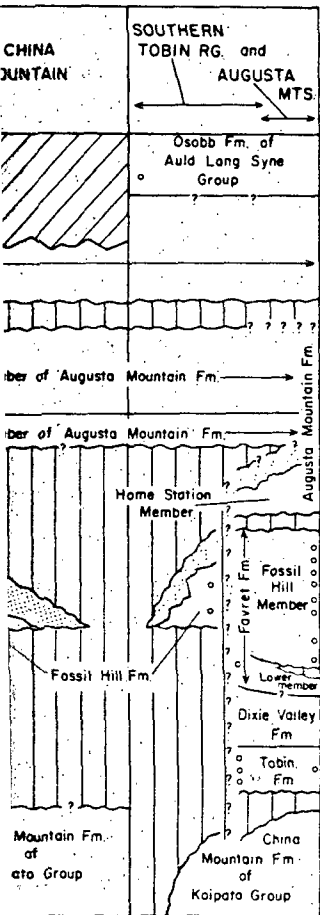 CHINA
OUNTAIN
SOUTHERN
TOBIN RG. and
AUGUSTA
MTS.
Osobb Fm. of
Auld Lang Syne
Group
? ?
? ? ? ? ?
ber of Augusta Mountain Fm.
ber of Augusta Mountain Fm.
Augusta Mountain Fm.
Home Station
Member
Favret Fm.
Fossil
Hill
Member
Fossil Hill Fm.
Lower
member
Dixie Valley
Fm
Tobin
Fm
Mountain Fm.
of
ato Group
China
Mountain Fm
of
Koipata Group